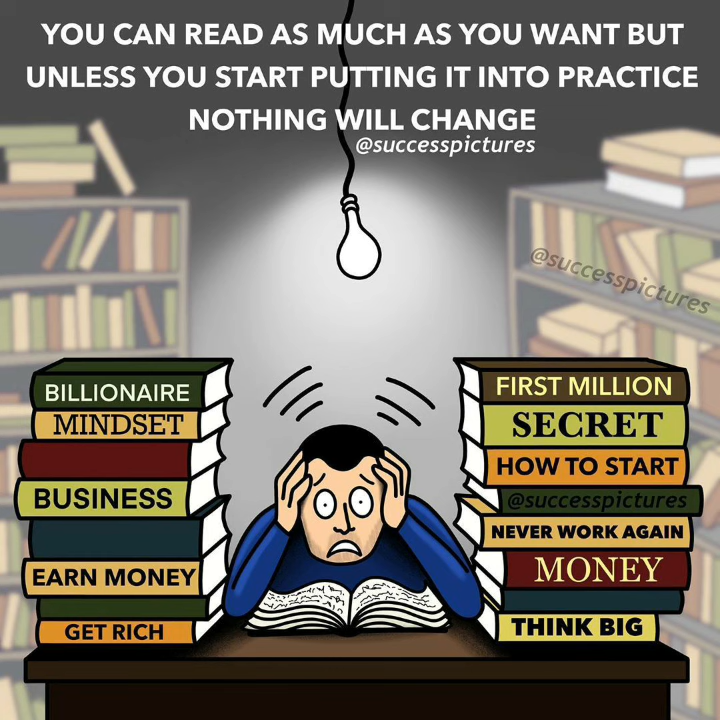 YOU CAN READ AS MUCH AS YOU WANT BUT
UNLESS YOU START PUTTING IT INTO PRACTICE
NOTHING WILL CHANGE
@successpictures
@successpictures
BILLIONAIRE
MINDSET
BUSINESS
EARN MONEY
GET RICH
FIRST MILLION
SECRET
HOW TO START
@successpictures
NEVER WORK AGAIN
MONEY
THINK BIG